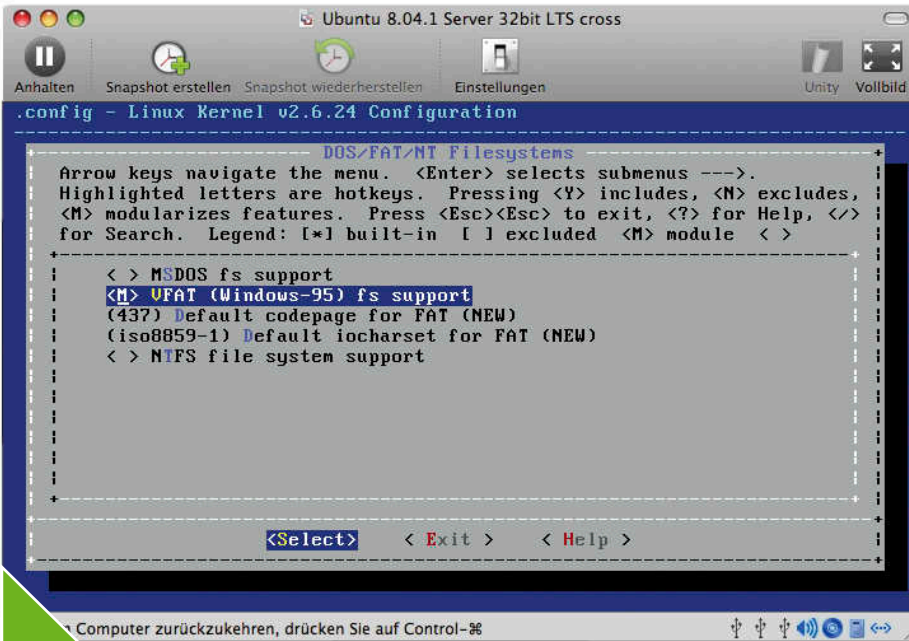 Ubuntu 8.04.1 Server 32bit LTS cross
Anhalten Snapshot erstellen Snapshot wiederherstellen Einstellungen Unity Vollbild
.config - Linux Kernel v2.6.24 Configuration
DOS/FAT/NT Filesystems
Arrow keys navigate the menu. <Enter> selects submenus --->.
Highlighted letters are hotkeys. Pressing <Y> includes, <N> excludes,
<M> modularizes features. Press <Esc><Esc> to exit, <?> for Help, </>
for Search. Legend: [*] built-in [ ] excluded <M> module < >
< > MSDOS fs support
<M> VFAT (Windows-95) fs support
(437) Default codepage for FAT (NEW)
(iso8859-1) Default iocharset for FAT (NEW)
< > NTFS file system support
<Select> < Exit > < Help >
Computer zurückzukehren, drücken Sie auf Control-⌘